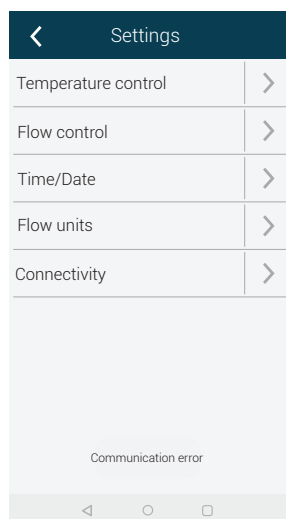 Settings
Temperature control
Flow control
Time/Date
Flow units
Connectivity
Communication error